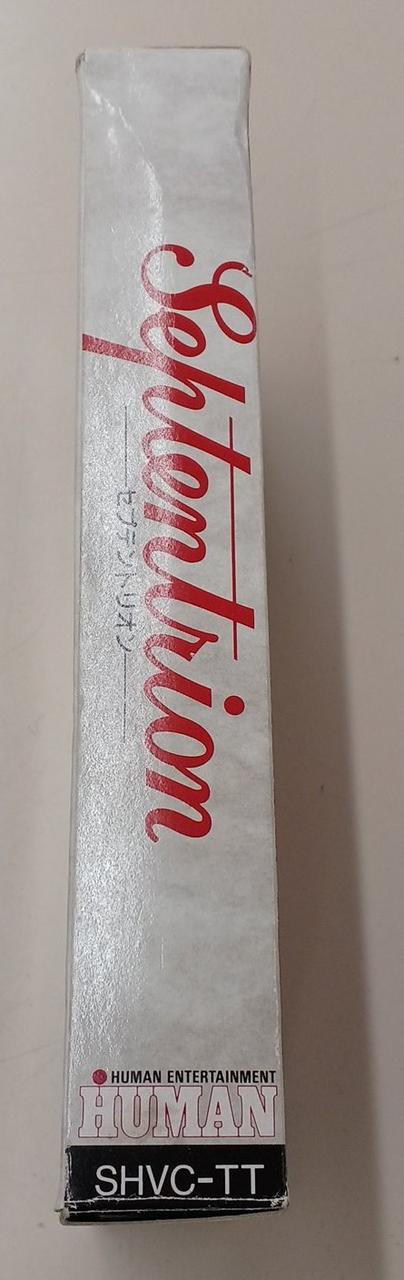 Septentrion
セプテントリオン
HUMAN ENTERTAINMENT
HUMAN
SHVC-TT